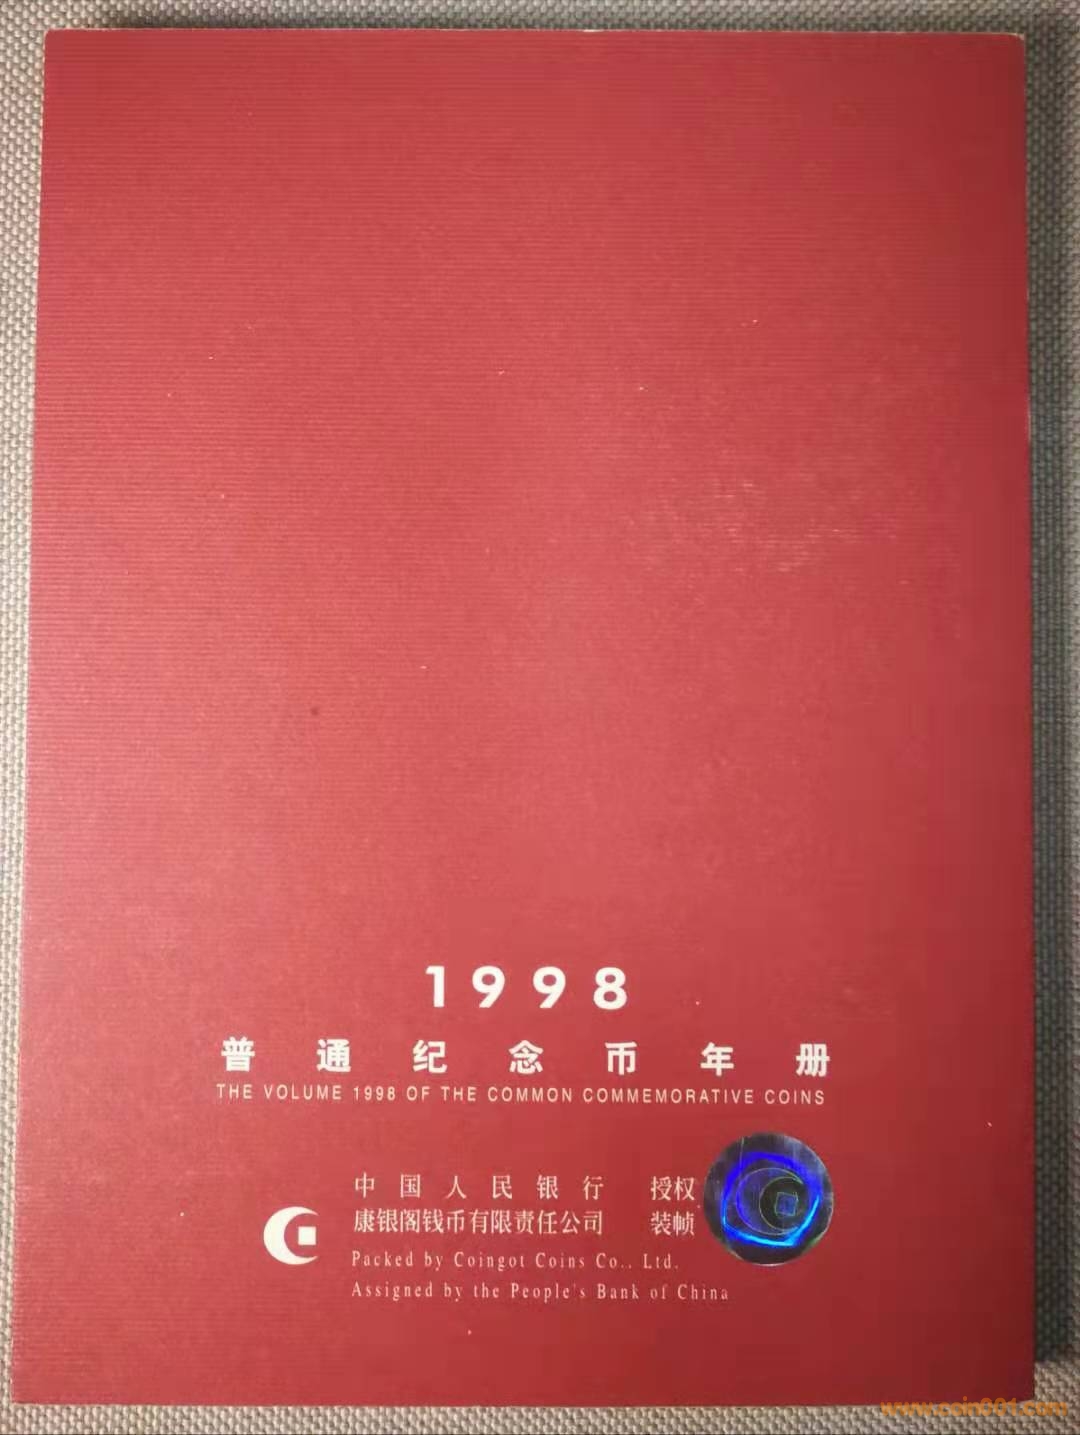 1998
普通纪念币年册
THE VOLUME 1998 OF THE COMMON COMMEMORATIVE COINS
中国人民银行 授权
康银阁钱币有限责任公司 装帧
Packed by Coingot Coins Co., Ltd.
Assigned by the People's Bank of China
www.coin001.com